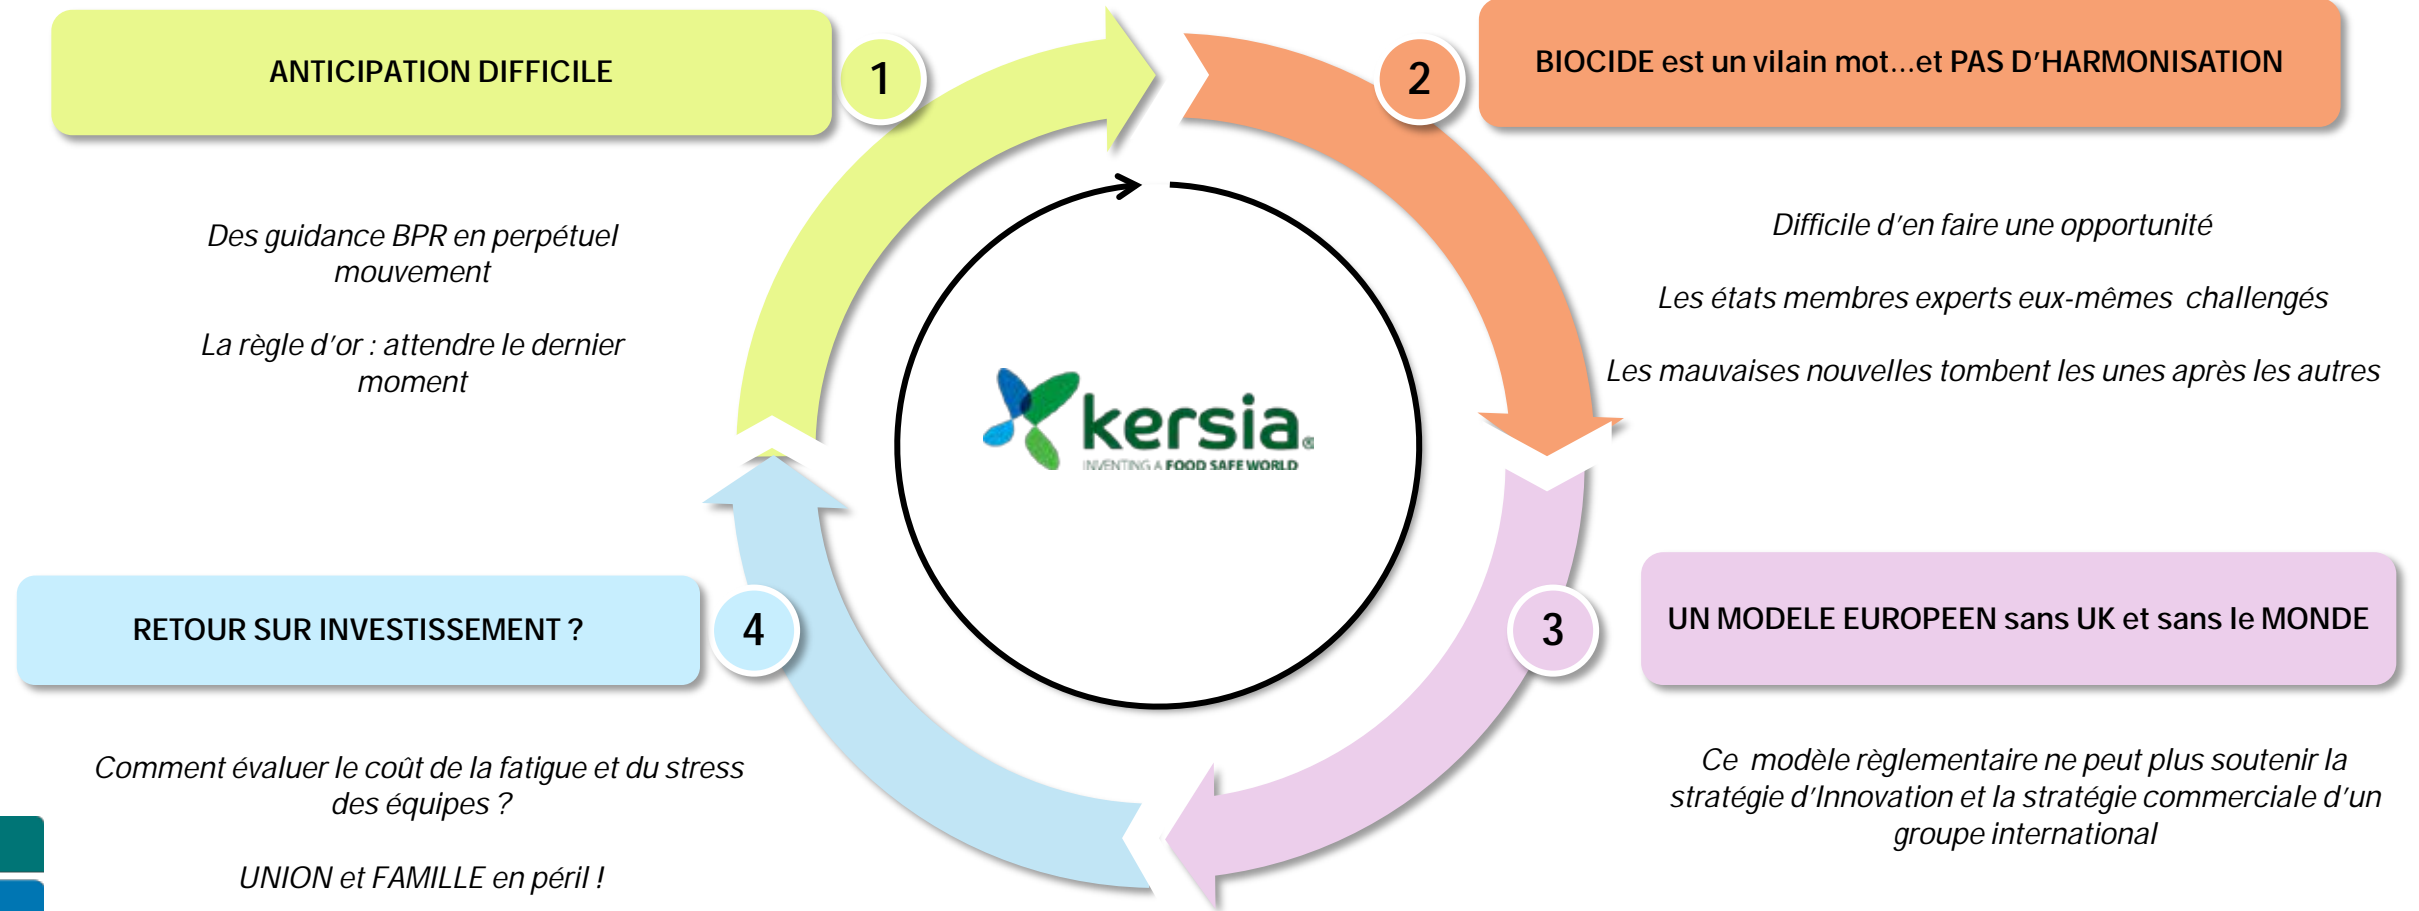 ANTICIPATION DIFFICILE
1
Des guidance BPR en perpétuel
mouvement
La règle d'or : attendre le dernier
moment
2
BIOCIDE est un vilain mot...et PAS D'HARMONISATION
Difficile d'en faire une opportunité
Les états membres experts eux-mêmes challengés
Les mauvaises nouvelles tombent les unes après les autres
kersia®
INVENTING A FOOD SAFE WORLD
3
UN MODELE EUROPEEN sans UK et sans le MONDE
Ce modèle règlementaire ne peut plus soutenir la
stratégie d'Innovation et la stratégie commerciale d'un
groupe international
RETOUR SUR INVESTISSEMENT ?
4
Comment évaluer le coût de la fatigue et du stress
des équipes ?
UNION et FAMILLE en péril !